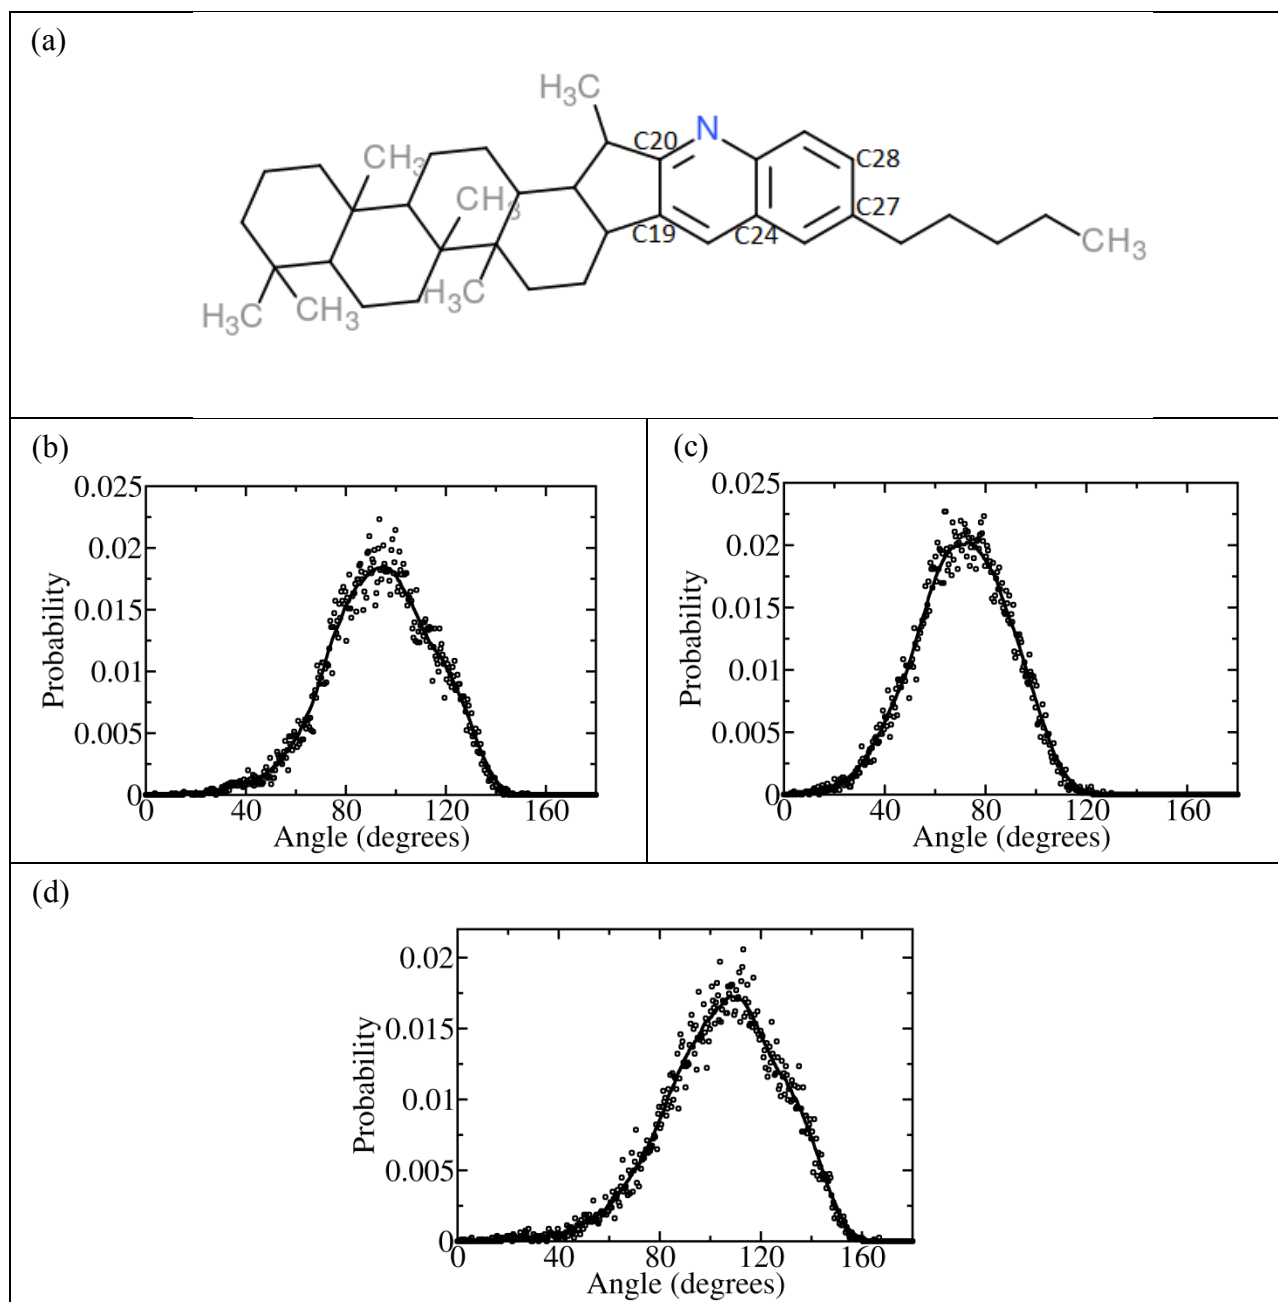 (a)
H3C
N
C20
C28
CH3
CH3
C27
C19
C24
CH3
H3C
H3C
CH3
(b)
(c)
0.025
0.02
0.015
0.01
0.005
0
Probability
0
40
80
120
160
Angle (degrees)
0.025
0.02
0.015
0.01
0.005
0
Probability
0
40
80
120
160
Angle (degrees)
(d)
0.02
0.015
0.01
0.005
0
Probability
0
40
80
120
160
Angle (degrees)